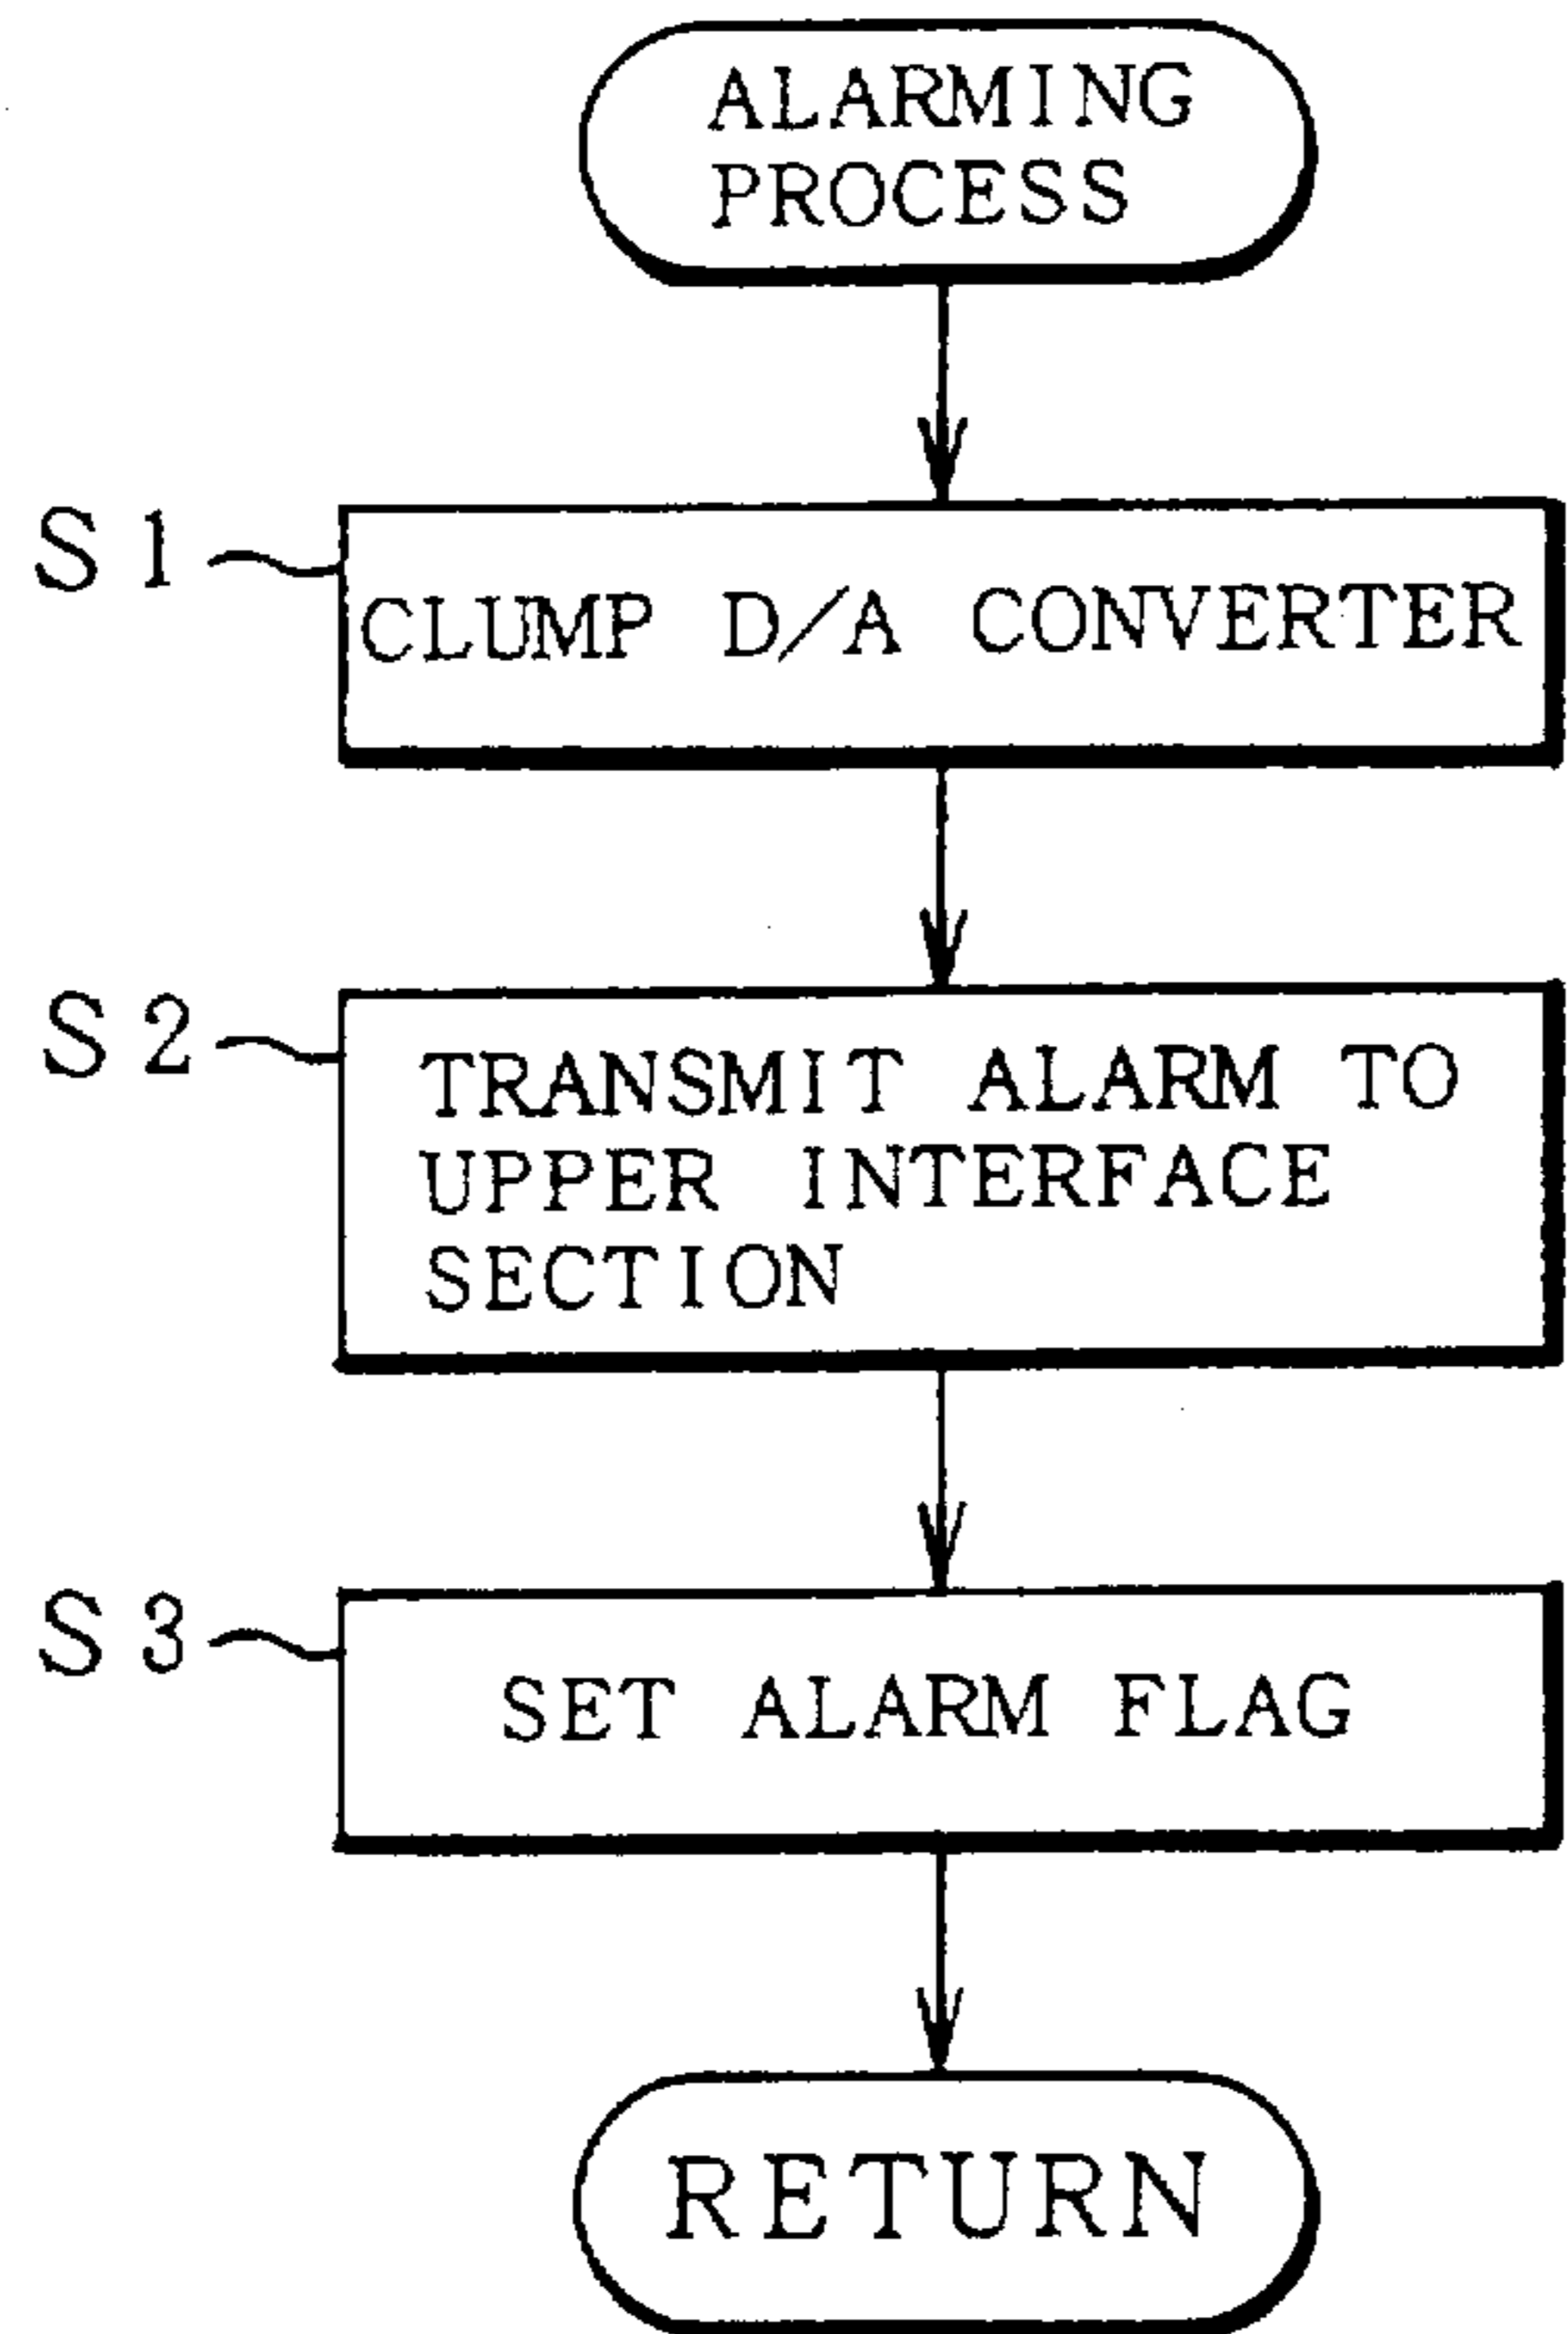 ALARMING
PROCESS
S1
CLUMP D/A CONVERTER
S2
TRANSMIT ALARM TO
UPPER INTERFACE
SECTION
S3
SET ALARM FLAG
RETURN